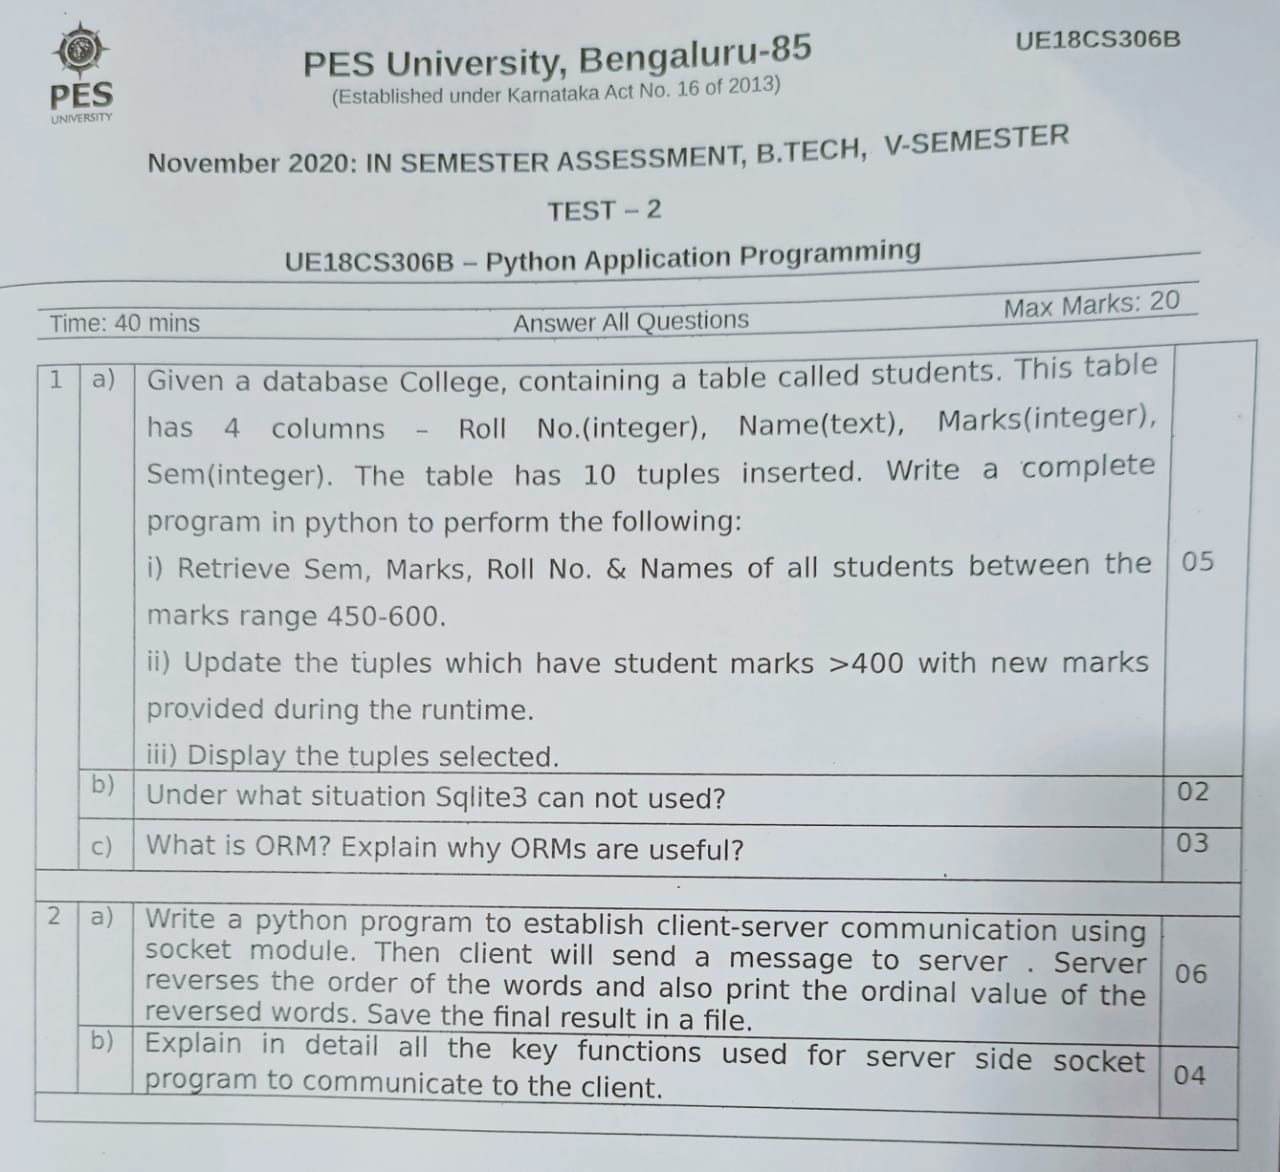 PES
UNIVERSITY
PES University, Bengaluru-85
(Established under Karnataka Act No. 16 of 2013)
UE18CS306B
November 2020: IN SEMESTER ASSESSMENT, B.TECH, V-SEMESTER
TEST – 2
UE18CS306B – Python Application Programming
Time: 40 mins Answer All Questions Max Marks: 20
1 a) Given a database College, containing a table called students. This table
has 4 columns – Roll No.(integer), Name(text), Marks(integer),
Sem(integer). The table has 10 tuples inserted. Write a complete
program in python to perform the following:
i) Retrieve Sem, Marks, Roll No. & Names of all students between the 05
marks range 450-600.
ii) Update the tuples which have student marks >400 with new marks
provided during the runtime.
iii) Display the tuples selected.
b) Under what situation Sqlite3 can not used? 02
c) What is ORM? Explain why ORMs are useful? 03
2 a) Write a python program to establish client-server communication using
socket module. Then client will send a message to server . Server
reverses the order of the words and also print the ordinal value of the 06
reversed words. Save the final result in a file.
b) Explain in detail all the key functions used for server side socket
program to communicate to the client. 04